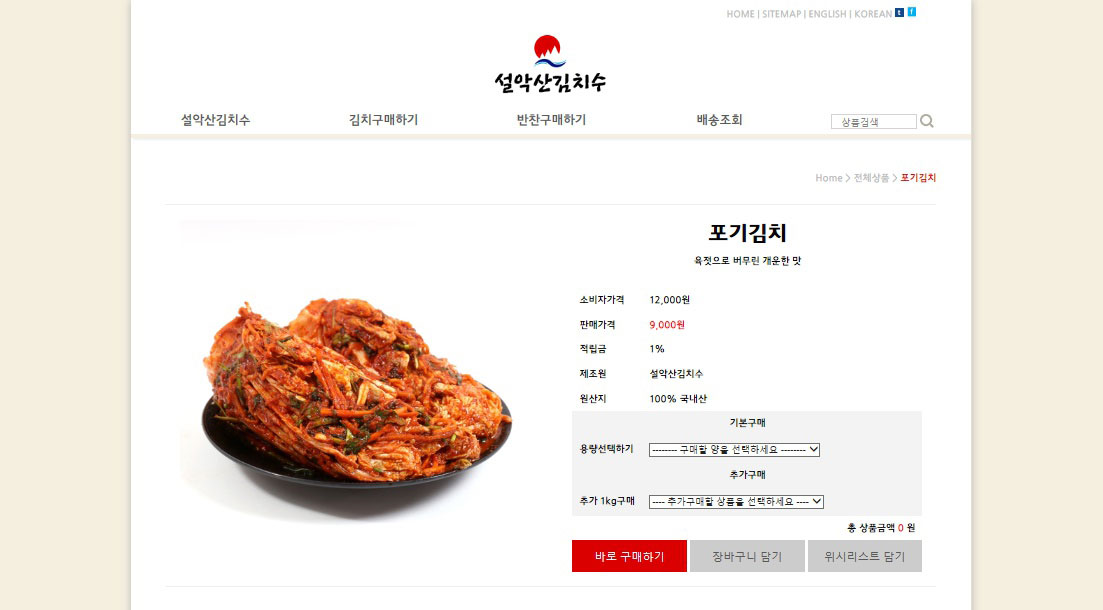 HOME | SITEMAP | ENGLISH | KOREAN t f
설악산김치수
설악산김치수 김치구매하기 반찬구매하기 배송조회 상품검색
Home > 전체상품 > 포기김치
포기김치
육젓으로 버무린 개운한 맛
소비자가격 12,000원
판매가격 9,000원
적립금 1%
제조원 설악산김치수
원산지 100% 국내산
기본구매
용량선택하기 -------- 구매할 양을 선택하세요 --------
추가구매
추가 1kg구매 ---- 추가구매할 상품을 선택하세요 ----
총 상품금액 0 원
바로 구매하기 장바구니 담기 위시리스트 담기